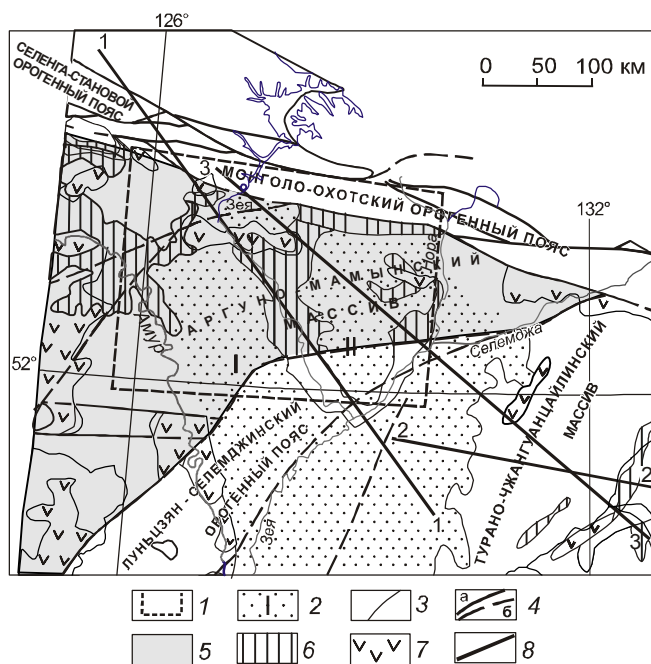 126°
1
СЕЛЕНГА-СТАНОВОЙ
ОРОГЕННЫЙ ПОЯС
0 50 100 км
3
МОНГОЛО-ОХОТСКИЙ ОРОГЕННЫЙ ПОЯС
Зея
132°
Нора
АРГУНО-МАМЫНСКИЙ
МАССИВ
Амур
Селемджа
52°
I
II
ТУРАНО-ЧЖАНГУАНЦАЙЛИНСКИЙ
МАССИВ
2
НУНЬЦЗЯН-СЕЛЕМДЖИНСКИЙ
ОРОГЕННЫЙ ПОЯС
2
1
Зея
3
1
I 2
3
а
б 4
5
6
7
8